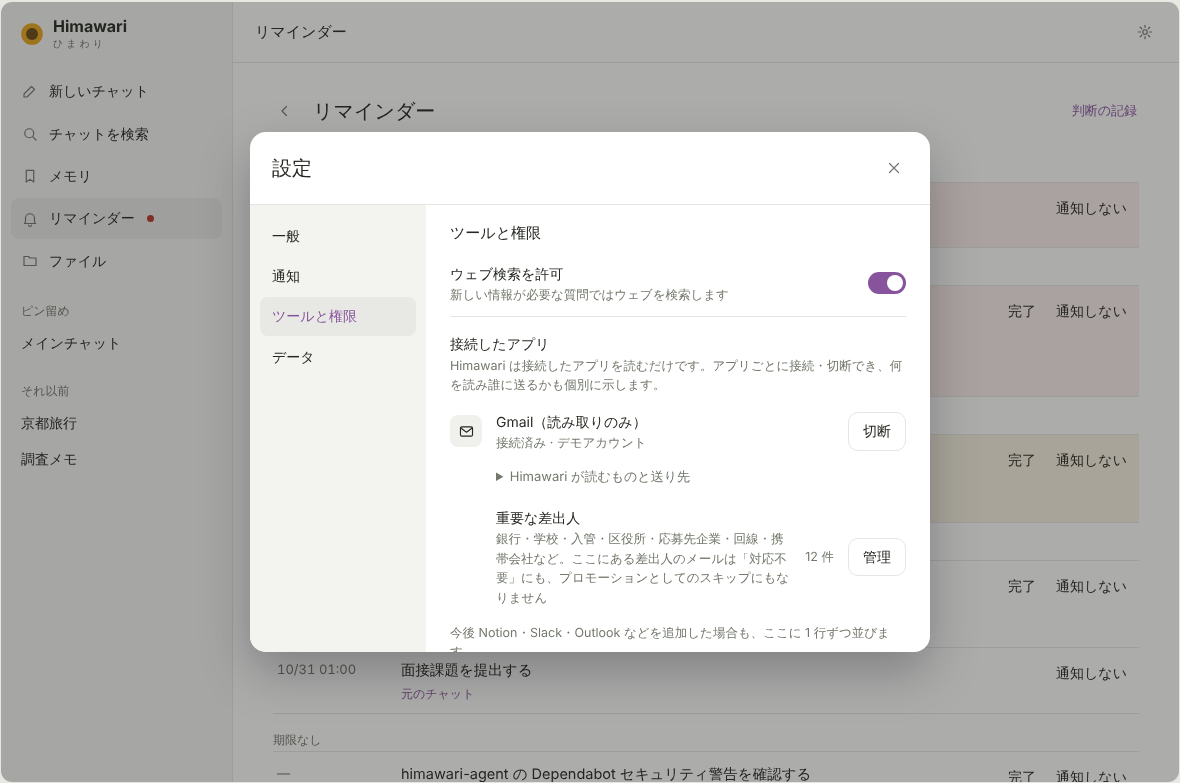 Himawari
ひまわり
新しいチャット
チャットを検索
メモリ
リマインダー
ファイル
ピン留め
メインチャット
それ以前
京都旅行
調査メモ
リマインダー
リマインダー
判断の記録
通知しない
完了 通知しない
完了 通知しない
完了 通知しない
設定
一般
通知
ツールと権限
データ
ツールと権限
ウェブ検索を許可
新しい情報が必要な質問ではウェブを検索します
接続したアプリ
Himawari は接続したアプリを読むだけです。アプリごとに接続・切断でき、何
を読み誰に送るかも個別に示します。
Gmail（読み取りのみ）
接続済み · デモアカウント
切断
▶ Himawari が読むものと送り先
重要な差出人
銀行・学校・入管・区役所・応募先企業・回線・携
帯会社など。ここにある差出人のメールは「対応不
要」にも、プロモーションとしてのスキップにもな
りません
12 件
管理
今後 Notion・Slack・Outlook などを追加した場合も、ここに 1 行ずつ並びま
す
10/31 01:00
面接課題を提出する
元のチャット
通知しない
期限なし
—
himawari-agent の Dependabot セキュリティ警告を確認する
完了 通知しない